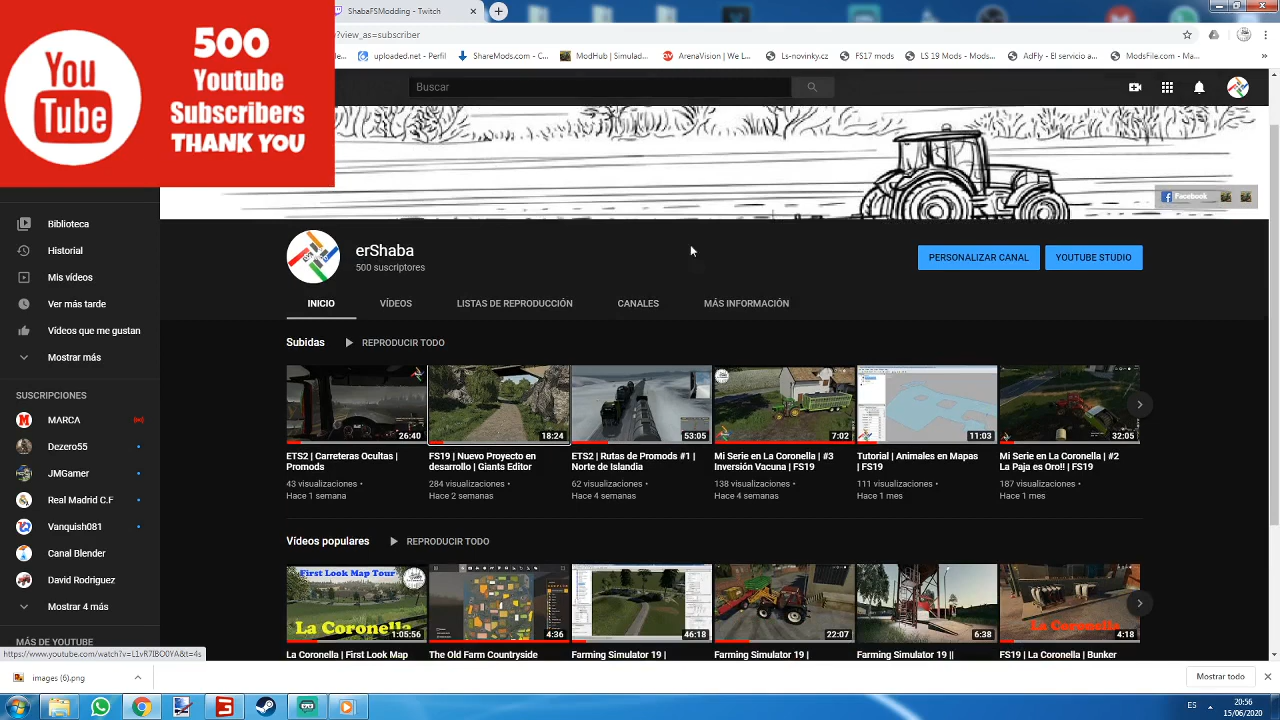 ShabaFSModding - Twitch
?view_as=subscriber
uploaded.net - Perfil
ShareMods.com - ...
ModHub | Simulad...
ArenaVision | We L...
Ls-novinky.cz
FS17 mods
LS 19 Mods - Mods...
AdFly - El servicio a...
ModsFile.com - Ma...
»
You
Tube
500
Youtube
Subscribers
THANK YOU
Buscar
Facebook
Biblioteca
Historial
Mis vídeos
Ver más tarde
Vídeos que me gustan
Mostrar más
SUSCRIPCIONES
MARCA
Dezero55
JMGamer
Real Madrid C.F
Vanquish081
Canal Blender
David Rodriguez
Mostrar 4 más
MÁS DE YOUTUBE
erShaba
500 suscriptores
PERSONALIZAR CANAL
YOUTUBE STUDIO
INICIO VÍDEOS LISTAS DE REPRODUCCIÓN CANALES MÁS INFORMACIÓN
Subidas REPRODUCIR TODO
26:40
ETS2 | Carreteras Ocultas |
Promods
43 visualizaciones •
Hace 1 semana
18:24
FS19 | Nuevo Proyecto en
desarrollo | Giants Editor
284 visualizaciones •
Hace 2 semanas
53:05
ETS2 | Rutas de Promods #1 |
Norte de Islandia
62 visualizaciones •
Hace 4 semanas
7:02
Mi Serie en La Coronella | #3
Inversión Vacuna | FS19
138 visualizaciones •
Hace 4 semanas
11:03
Tutorial | Animales en Mapas
| FS19
111 visualizaciones •
Hace 1 mes
32:05
Mi Serie en La Coronella | #2
La Paja es Oro!! | FS19
187 visualizaciones •
Hace 1 mes
Vídeos populares REPRODUCIR TODO
First Look Map Tour
La Coronella
1:05:56
La Coronella | First Look Map
4:36
The Old Farm Countryside
46:18
Farming Simulator 19 |
22:07
Farming Simulator 19 |
6:38
Farming Simulator 19 ||
La Coronella
4:18
FS19 | La Coronella | Bunker
https://www.youtube.com/watch?v=L1vR7IBO0YA&t=4s
images (6).png
Mostrar todo
ES
20:56
15/06/2020